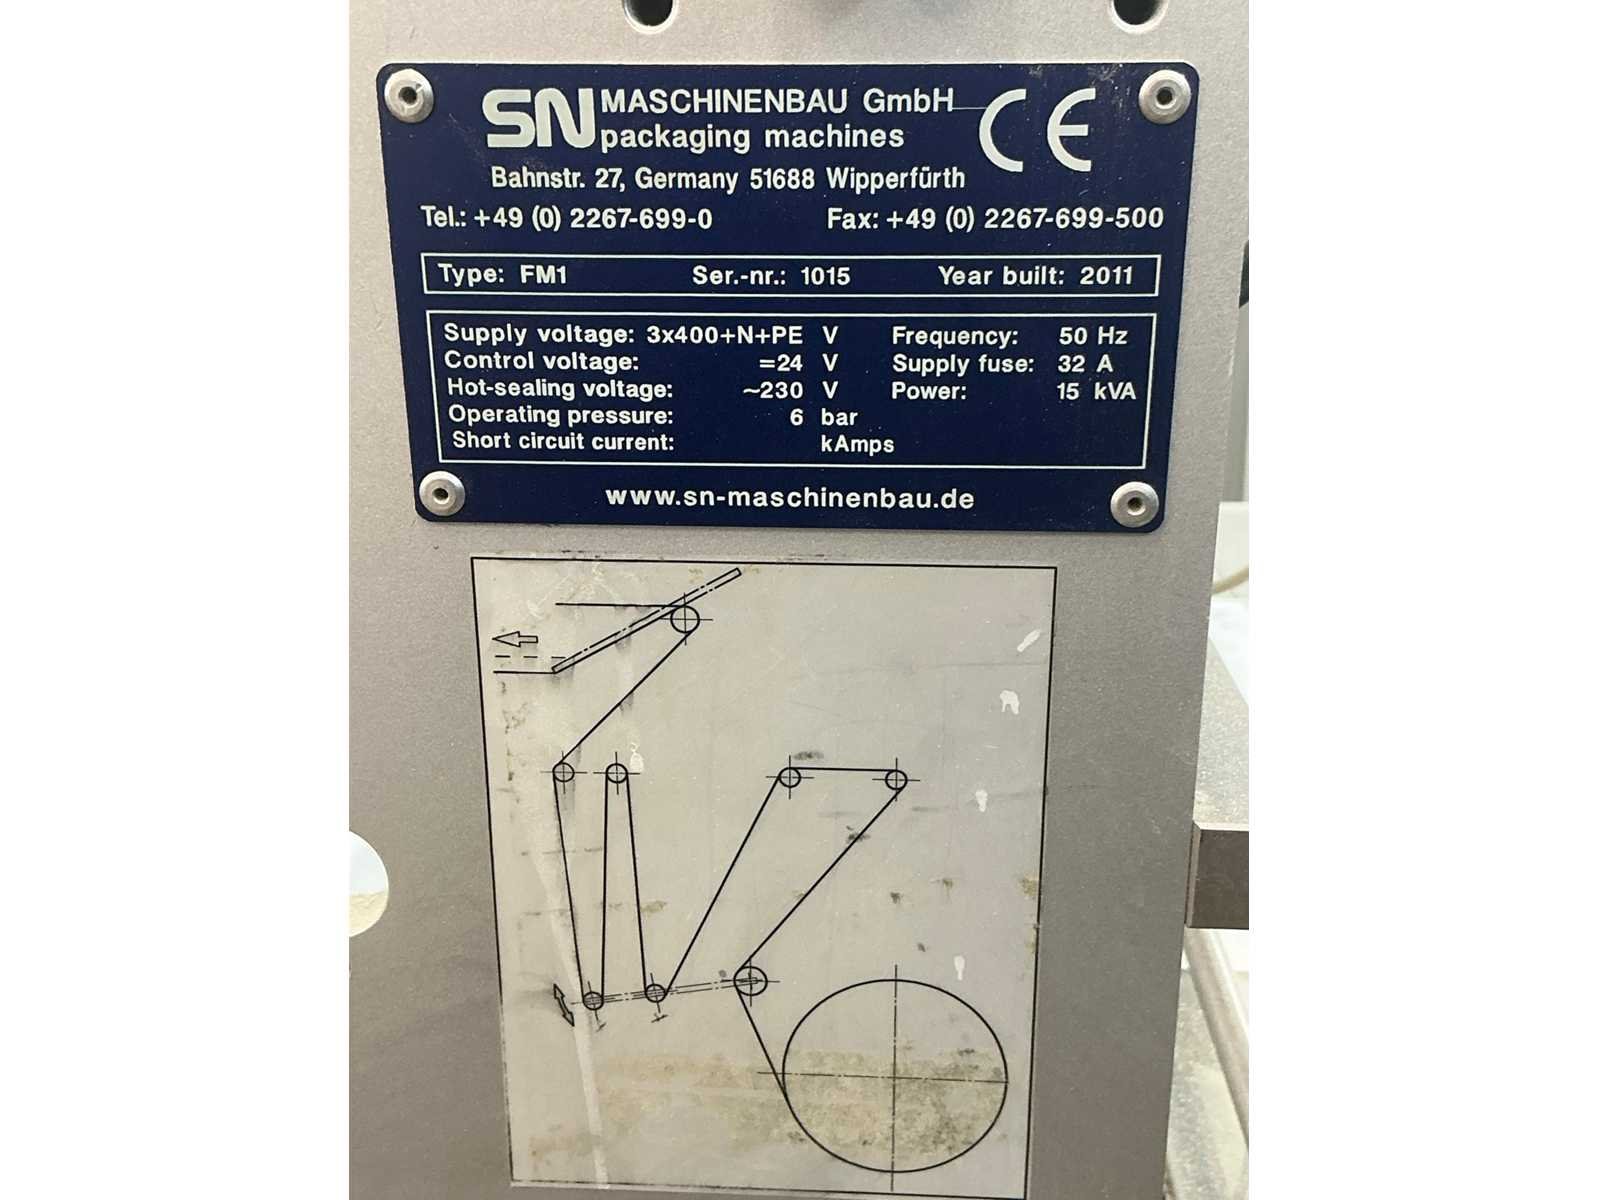 SN MASCHINENBAU GmbH CE
packaging machines
Bahnstr. 27, Germany 51688 Wipperfürth
Tel.: +49 (0) 2267-699-0 Fax: +49 (0) 2267-699-500
Type: FM1 Ser.-nr.: 1015 Year built: 2011
Supply voltage: 3x400+N+PE V Frequency: 50 Hz
Control voltage: =24 V Supply fuse: 32 A
Hot-sealing voltage: ~230 V Power: 15 kVA
Operating pressure: 6 bar
Short circuit current: kAmps
www.sn-maschinenbau.de